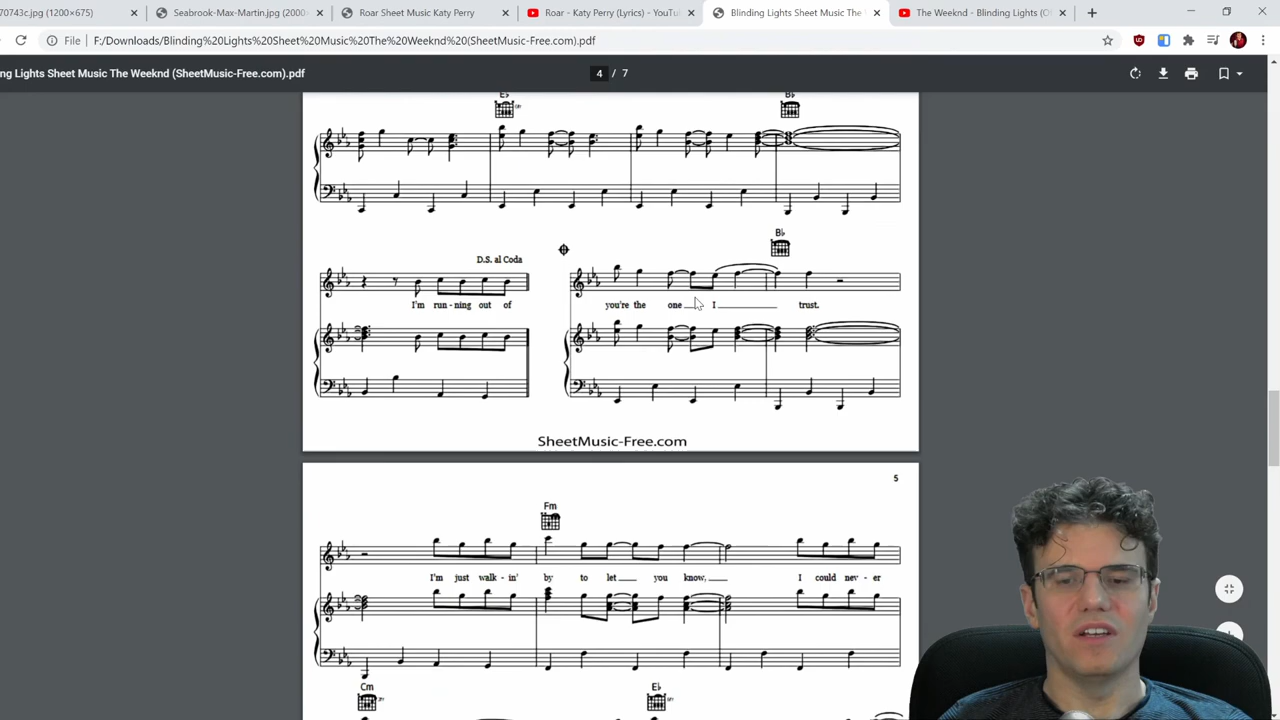 70743c.jpg (1200×675)
Seabrook-Max-Martin.jpg (2000×
Roar Sheet Music Katy Perry
Roar - Katy Perry (Lyrics) - YouTu
Blinding Lights Sheet Music The W
The Weeknd - Blinding Lights (O
File F:/Downloads/Blinding%20Lights%20Sheet%20Music%20The%20Weeknd%20(SheetMusic-Free.com).pdf
ng Lights Sheet Music The Weeknd (SheetMusic-Free.com).pdf
4 / 7
E♭ B♭
B♭
D.S. al Coda
I'm run - ning out of
you're the one I trust.
SheetMusic-Free.com
5
Fm
I'm just walk - in' by to let you know, I could nev - er
Cm E♭